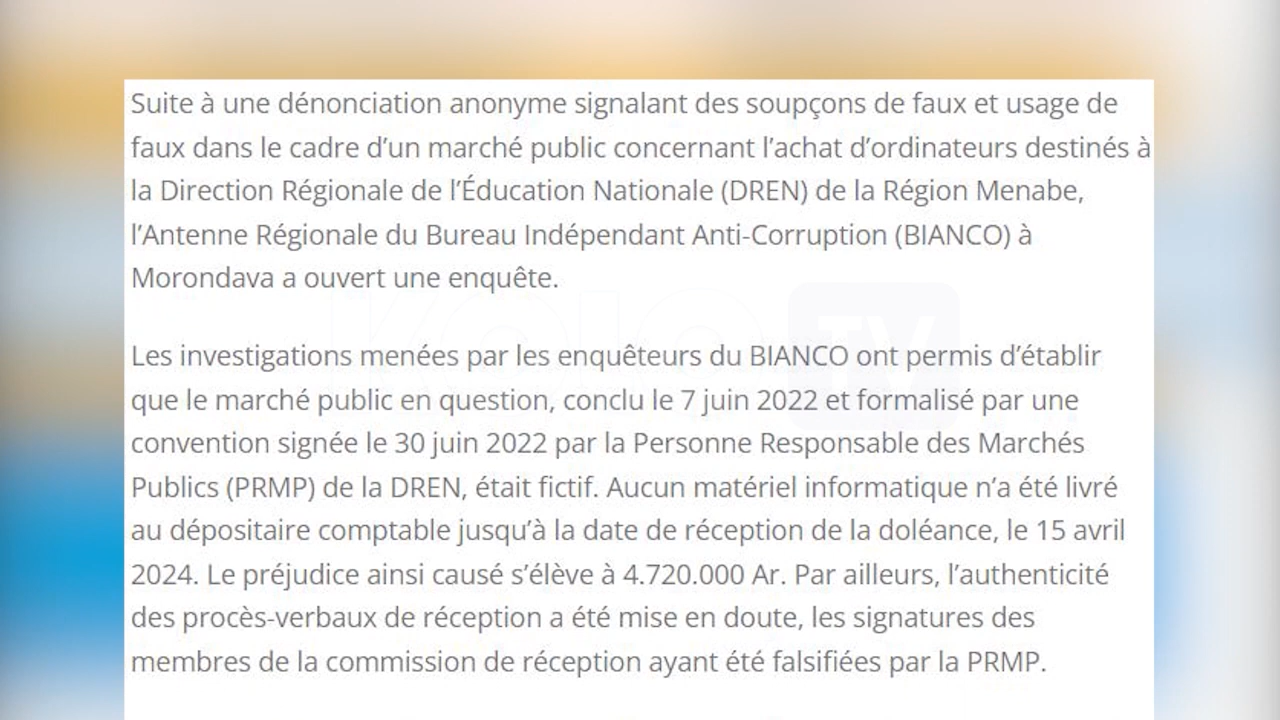 Suite à une dénonciation anonyme signalant des soupçons de faux et usage de
faux dans le cadre d’un marché public concernant l’achat d’ordinateurs destinés à
la Direction Régionale de l’Éducation Nationale (DREN) de la Région Menabe,
l’Antenne Régionale du Bureau Indépendant Anti-Corruption (BIANCO) à
Morondava a ouvert une enquête.
Les investigations menées par les enquêteurs du BIANCO ont permis d’établir
que le marché public en question, conclu le 7 juin 2022 et formalisé par une
convention signée le 30 juin 2022 par la Personne Responsable des Marchés
Publics (PRMP) de la DREN, était fictif. Aucun matériel informatique n’a été livré
au dépositaire comptable jusqu’à la date de réception de la doléance, le 15 avril
2024. Le préjudice ainsi causé s’élève à 4.720.000 Ar. Par ailleurs, l’authenticité
des procès-verbaux de réception a été mise en doute, les signatures des
membres de la commission de réception ayant été falsifiées par la PRMP.